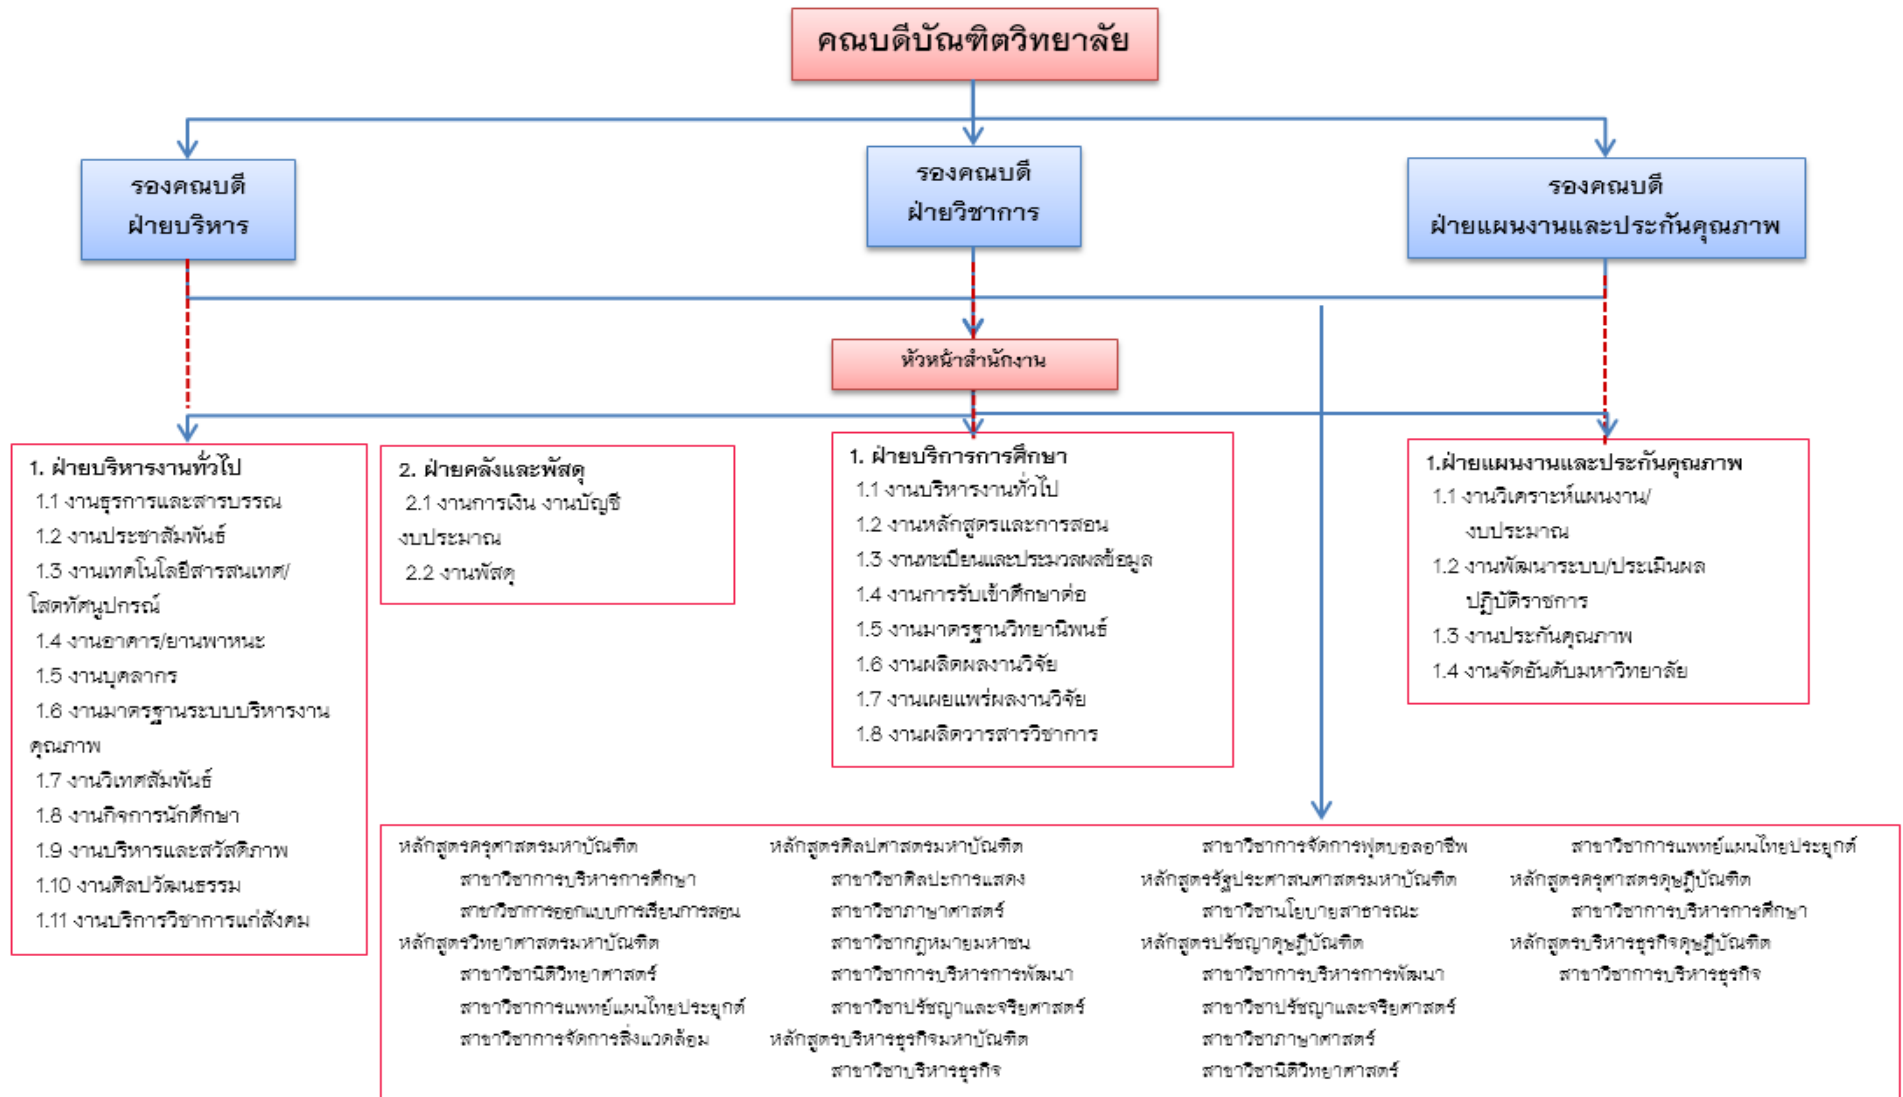 คณบดีบัณฑิตวิทยาลัย
รองคณบดี
ฝ่ายบริหาร
รองคณบดี
ฝ่ายวิชาการ
รองคณบดี
ฝ่ายแผนงานและประกันคุณภาพ
หัวหน้าสำนักงาน
1. ฝ่ายบริหารงานทั่วไป
1.1 งานธุรการและสารบรรณ
1.2 งานประชาสัมพันธ์
1.3 งานเทคโนโลยีสารสนเทศ/
โสตทัศนูปกรณ์
1.4 งานอาคาร/ยานพาหนะ
1.5 งานบุคลากร
1.6 งานมาตรฐานระบบบริหารงาน
คุณภาพ
1.7 งานวิเทศสัมพันธ์
1.8 งานกิจการนักศึกษา
1.9 งานบริหารและสวัสดิภาพ
1.10 งานศิลปวัฒนธรรม
1.11 งานบริการวิชาการแก่สังคม
2. ฝ่ายคลังและพัสดุ
2.1 งานการเงิน งานบัญชี
งบประมาณ
2.2 งานพัสดุ
1. ฝ่ายบริการการศึกษา
1.1 งานบริหารงานทั่วไป
1.2 งานหลักสูตรและการสอน
1.3 งานทะเบียนและประมวลผลข้อมูล
1.4 งานการรับเข้าศึกษาต่อ
1.5 งานมาตรฐานวิทยานิพนธ์
1.6 งานผลิตผลงานวิจัย
1.7 งานเผยแพร่ผลงานวิจัย
1.8 งานผลิตวารสารวิชาการ
1.ฝ่ายแผนงานและประกันคุณภาพ
1.1 งานวิเคราะห์แผนงาน/
งบประมาณ
1.2 งานพัฒนาระบบ/ประเมินผล
ปฏิบัติราชการ
1.3 งานประกันคุณภาพ
1.4 งานจัดอันดับมหาวิทยาลัย
หลักสูตรครุศาสตรมหาบัณฑิต
สาขาวิชาการบริหารการศึกษา
สาขาวิชาการออกแบบการเรียนการสอน
หลักสูตรวิทยาศาสตรมหาบัณฑิต
สาขาวิชานิติวิทยาศาสตร์
สาขาวิชาการแพทย์แผนไทยประยุกต์
สาขาวิชาการจัดการสิ่งแวดล้อม
หลักสูตรศิลปศาสตรมหาบัณฑิต
สาขาวิชาศิลปะการแสดง
สาขาวิชาภาษาศาสตร์
สาขาวิชากฎหมายมหาชน
สาขาวิชาการบริหารการพัฒนา
สาขาวิชาปรัชญาและจริยศาสตร์
หลักสูตรบริหารธุรกิจมหาบัณฑิต
สาขาวิชาบริหารธุรกิจ
สาขาวิชาการจัดการฟุตบอลอาชีพ
หลักสูตรรัฐประศาสนศาสตรมหาบัณฑิต
สาขาวิชานโยบายสาธารณะ
หลักสูตรปรัชญาดุษฎีบัณฑิต
สาขาวิชาการบริหารการพัฒนา
สาขาวิชาปรัชญาและจริยศาสตร์
สาขาวิชาภาษาศาสตร์
สาขาวิชานิติวิทยาศาสตร์
สาขาวิชาการแพทย์แผนไทยประยุกต์
หลักสูตรครุศาสตรดุษฎีบัณฑิต
สาขาวิชาการบริหารการศึกษา
หลักสูตรบริหารธุรกิจดุษฎีบัณฑิต
สาขาวิชาการบริหารธุรกิจ